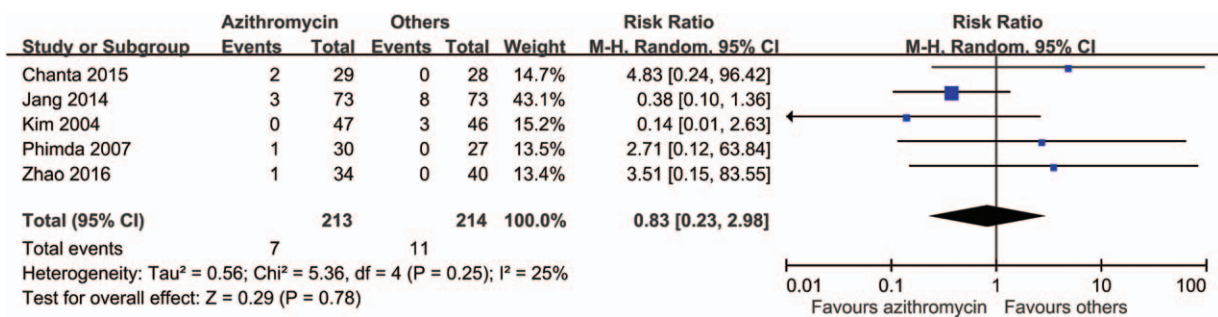 Azithromycin Others Risk Ratio Risk Ratio
Study or Subgroup Events Total Events Total Weight M-H. Random. 95% CI M-H. Random. 95% CI
Chanta 2015 2 29 0 28 14.7% 4.83 [0.24, 96.42]
Jang 2014 3 73 8 73 43.1% 0.38 [0.10, 1.36]
Kim 2004 0 47 3 46 15.2% 0.14 [0.01, 2.63]
Phimda 2007 1 30 0 27 13.5% 2.71 [0.12, 63.84]
Zhao 2016 1 34 0 40 13.4% 3.51 [0.15, 83.55]
Total (95% CI) 213 214 100.0% 0.83 [0.23, 2.98]
Total events 7 11
Heterogeneity: Tau² = 0.56; Chi² = 5.36, df = 4 (P = 0.25); I² = 25%
Test for overall effect: Z = 0.29 (P = 0.78)
0.01 0.1 1 10 100
Favours azithromycin Favours others